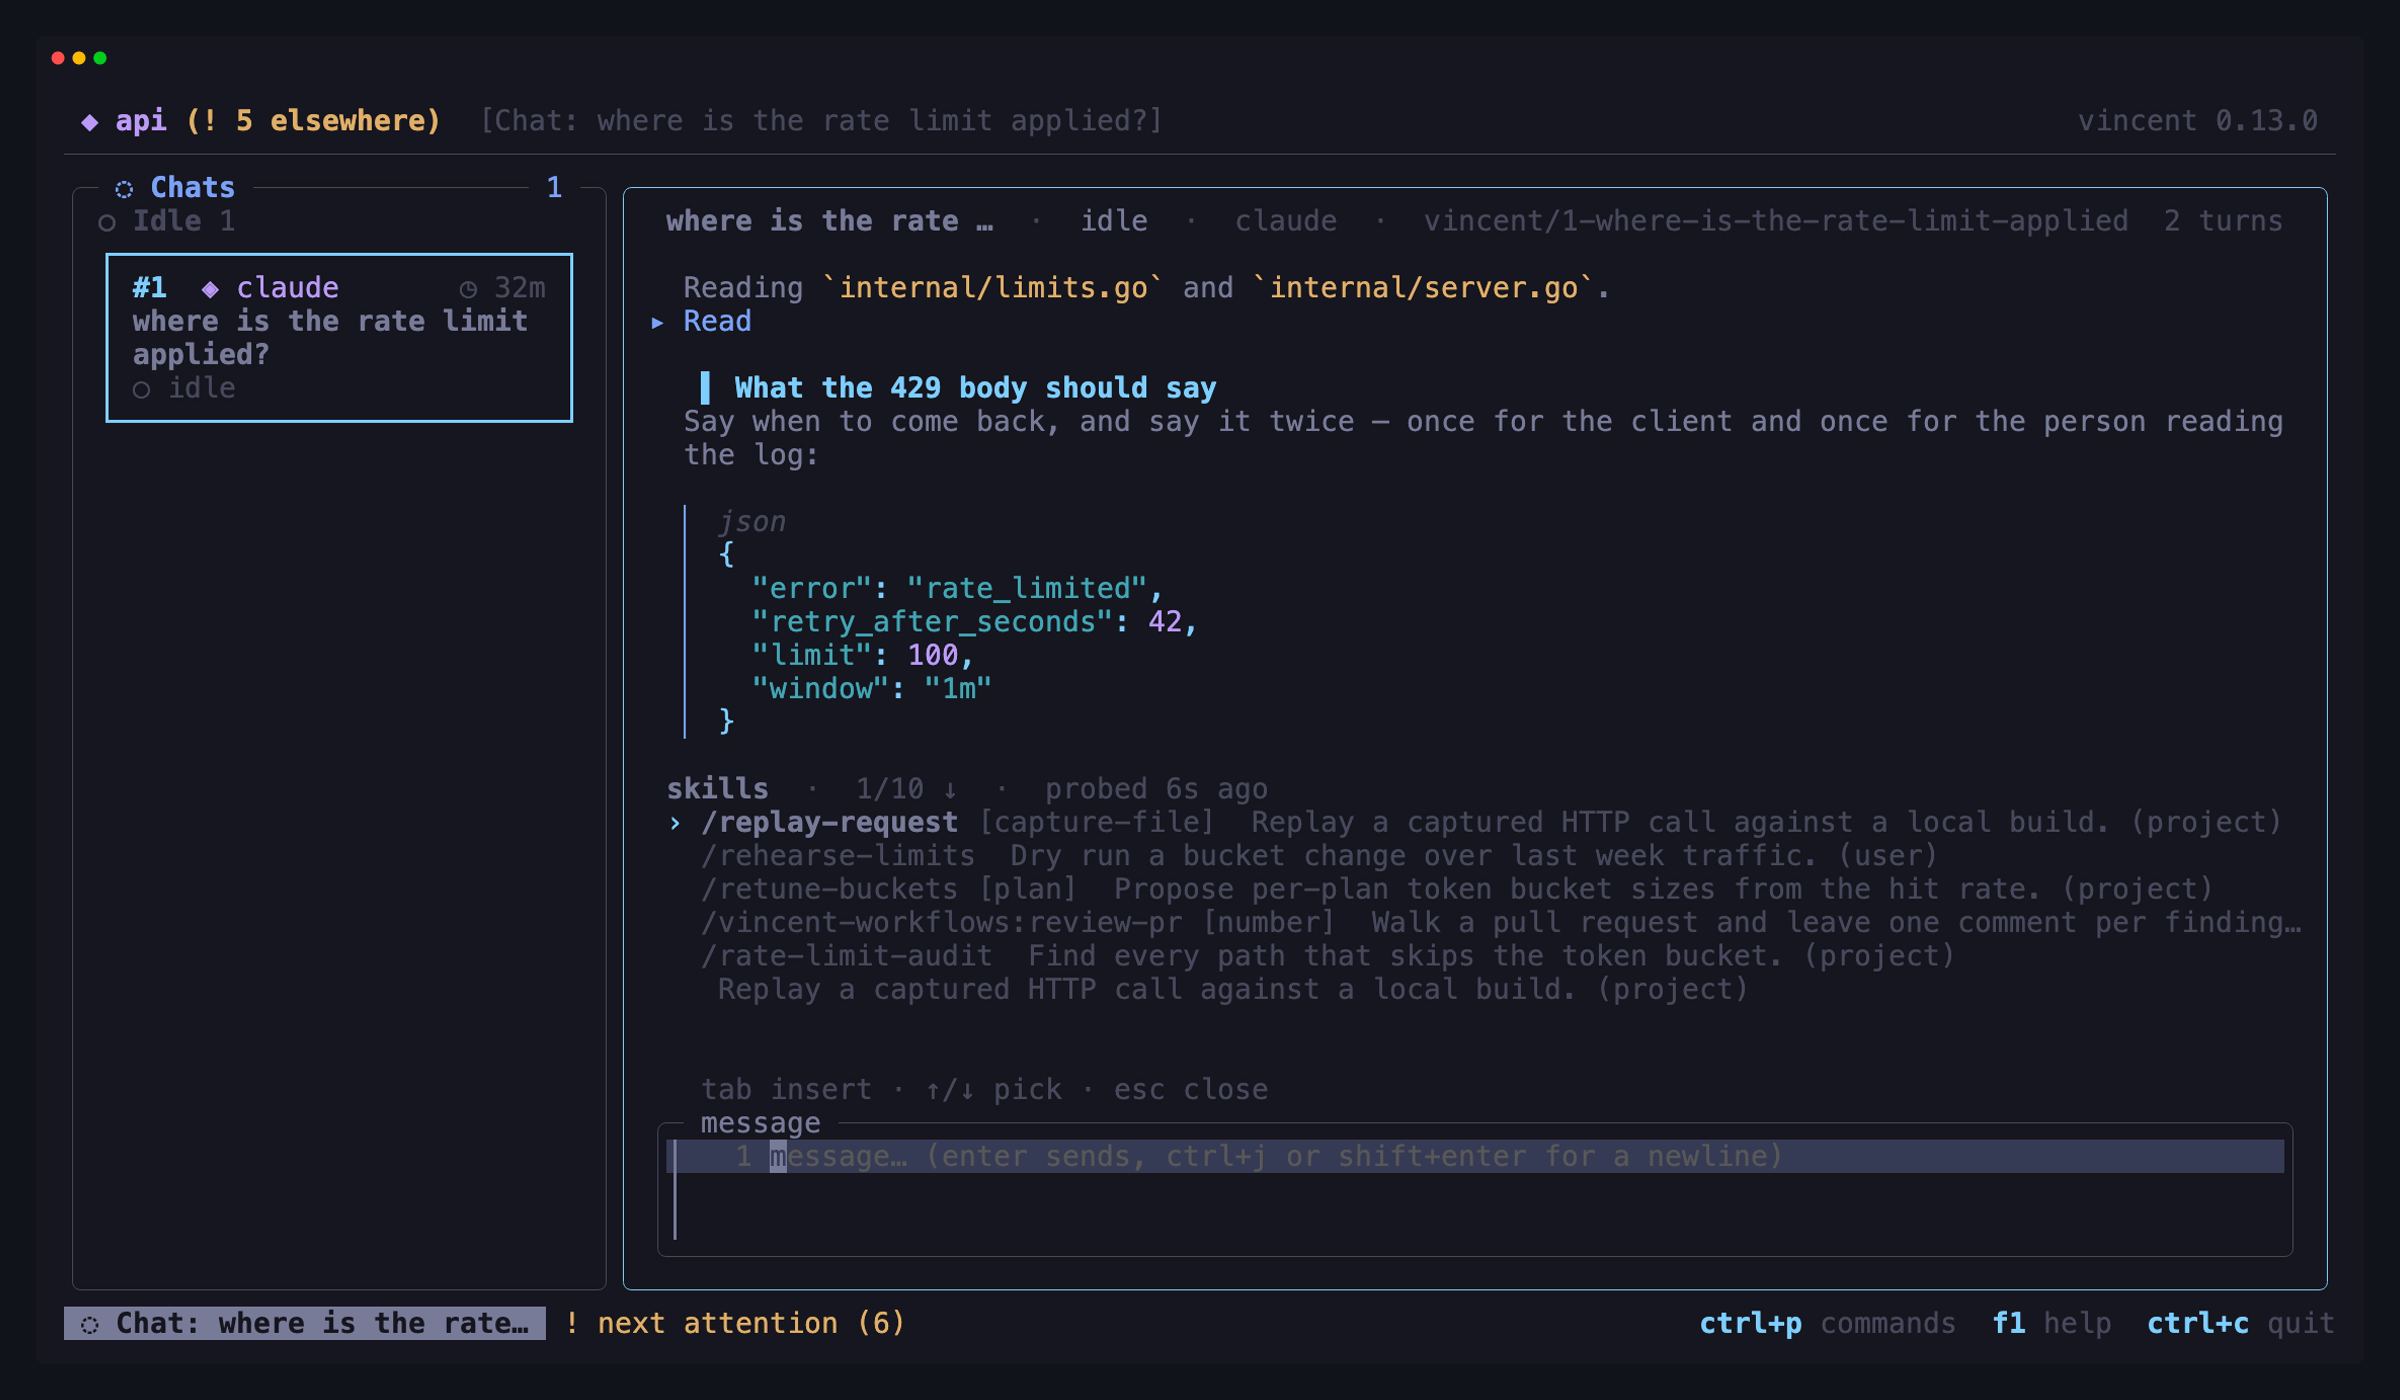 ◆ api (! 5 elsewhere) [Chat: where is the rate limit applied?] vincent 0.13.0
Chats 1
○ Idle 1
#1 ◈ claude ◷ 32m
where is the rate limit
applied?
○ idle
where is the rate … · idle · claude · vincent/1-where-is-the-rate-limit-applied 2 turns
Reading `internal/limits.go` and `internal/server.go`.
▸ Read
What the 429 body should say
Say when to come back, and say it twice — once for the client and once for the person reading
the log:
json
{
"error": "rate_limited",
"retry_after_seconds": 42,
"limit": 100,
"window": "1m"
}
skills · 1/10 ↓ · probed 6s ago
› /replay-request [capture-file] Replay a captured HTTP call against a local build. (project)
/rehearse-limits Dry run a bucket change over last week traffic. (user)
/retune-buckets [plan] Propose per-plan token bucket sizes from the hit rate. (project)
/vincent-workflows:review-pr [number] Walk a pull request and leave one comment per finding…
/rate-limit-audit Find every path that skips the token bucket. (project)
Replay a captured HTTP call against a local build. (project)
tab insert · ↑/↓ pick · esc close
message
1 message… (enter sends, ctrl+j or shift+enter for a newline)
◌ Chat: where is the rate… ! next attention (6) ctrl+p commands f1 help ctrl+c quit